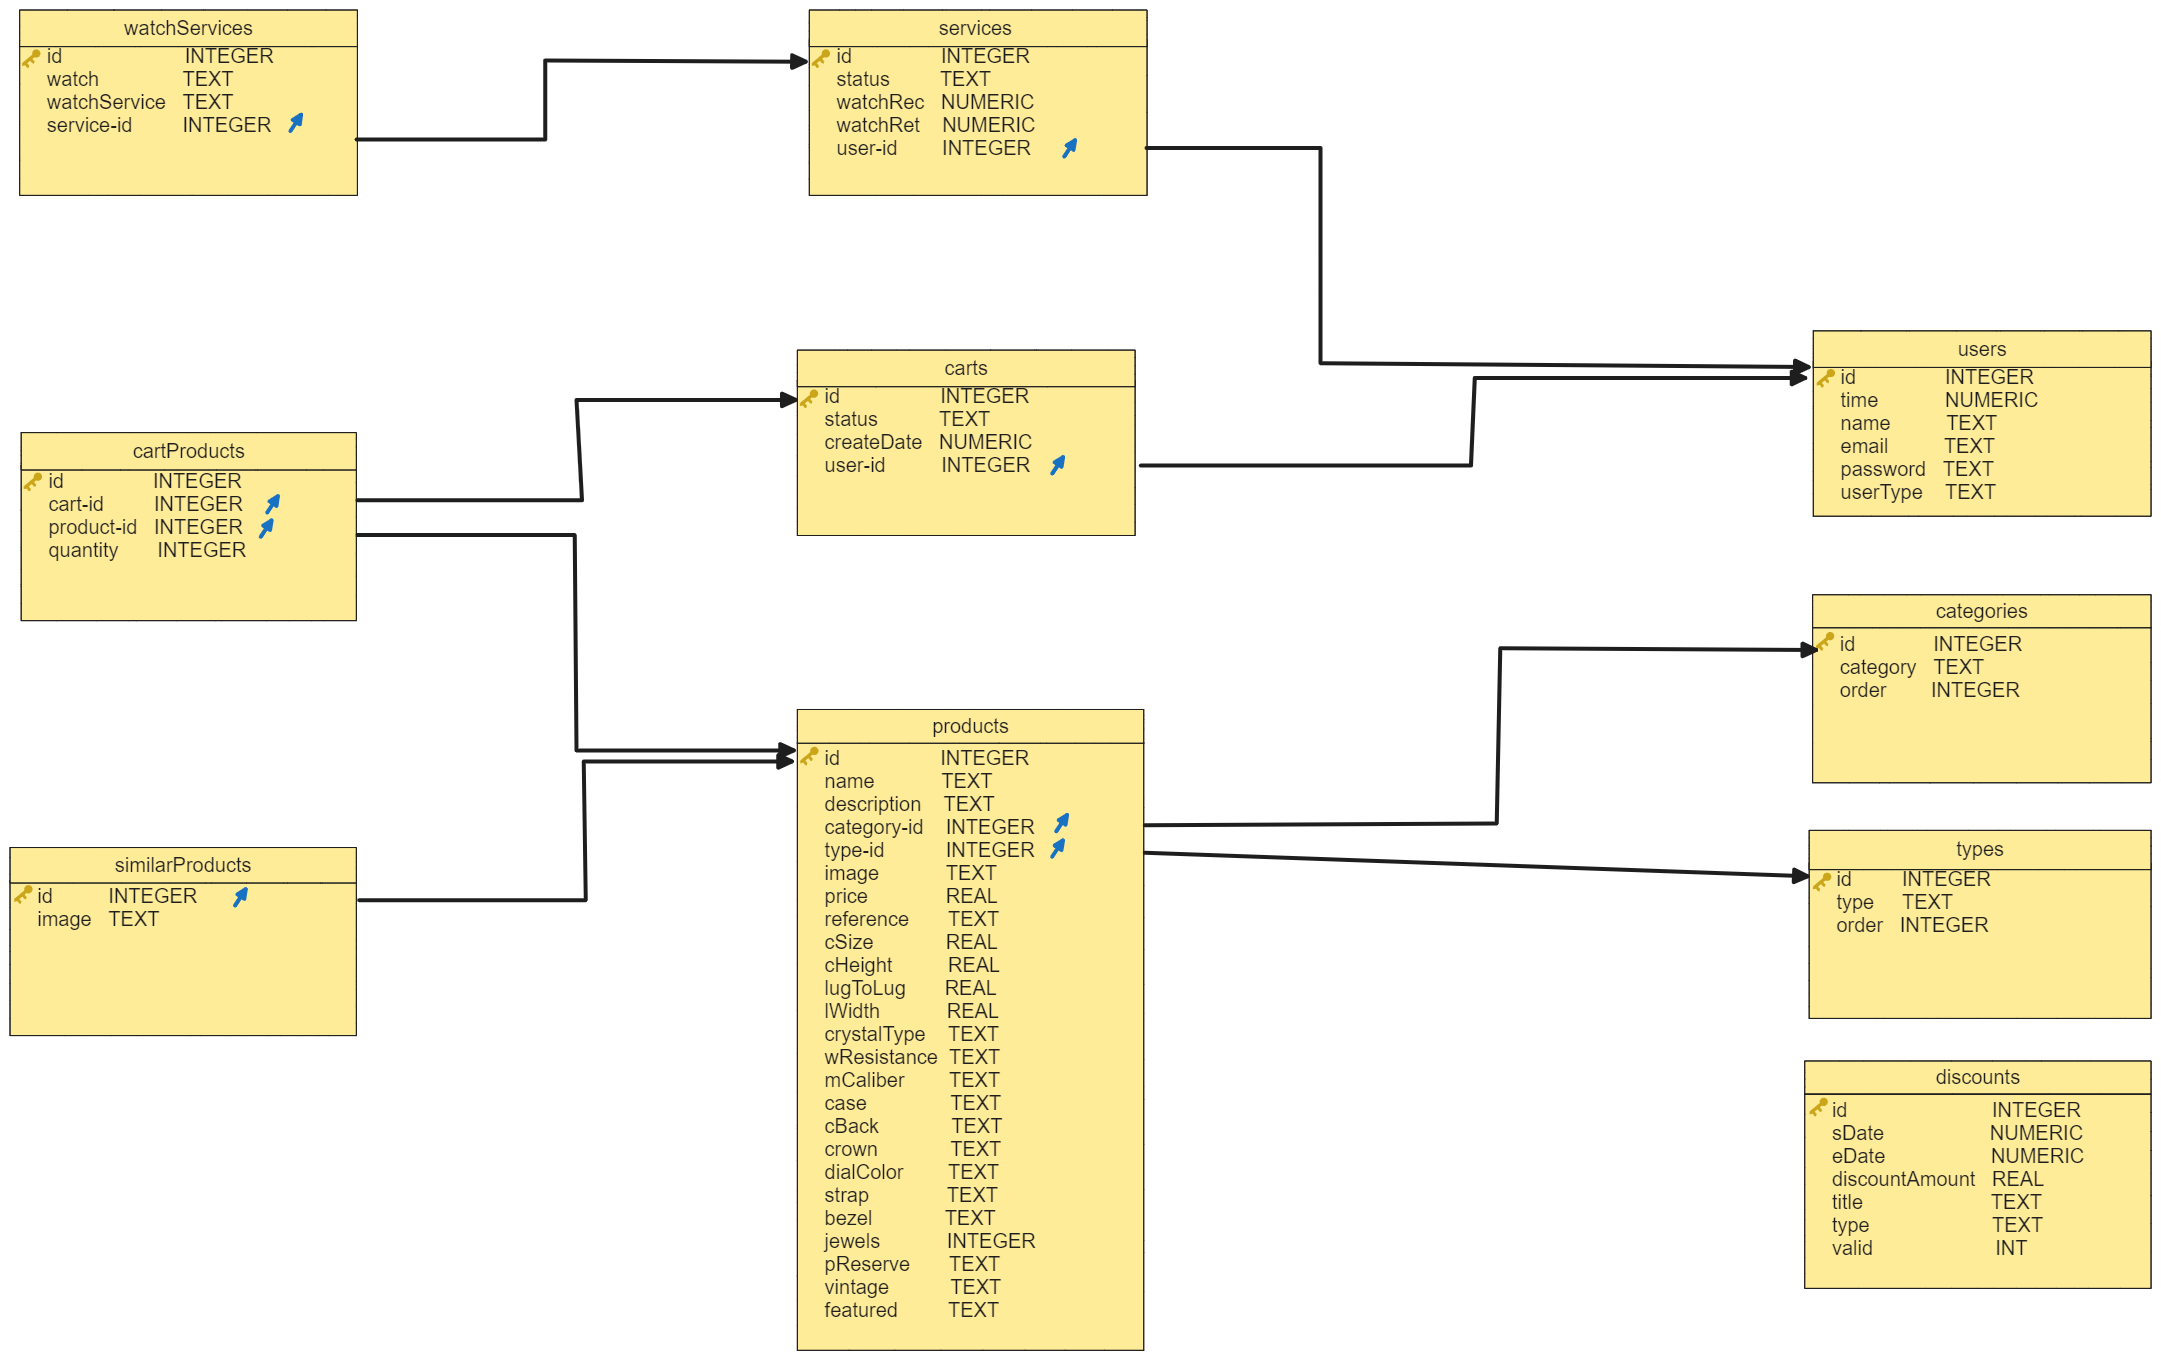 watchServices
id INTEGER
watch TEXT
watchService TEXT
service-id INTEGER
services
id INTEGER
status TEXT
watchRec NUMERIC
watchRet NUMERIC
user-id INTEGER
users
id INTEGER
time NUMERIC
name TEXT
email TEXT
password TEXT
userType TEXT
carts
id INTEGER
status TEXT
createDate NUMERIC
user-id INTEGER
cartProducts
id INTEGER
cart-id INTEGER
product-id INTEGER
quantity INTEGER
categories
id INTEGER
category TEXT
order INTEGER
products
id INTEGER
name TEXT
description TEXT
category-id INTEGER
type-id INTEGER
image TEXT
price REAL
reference TEXT
cSize REAL
cHeight REAL
lugToLug REAL
lWidth REAL
crystalType TEXT
wResistance TEXT
mCaliber TEXT
case TEXT
cBack TEXT
crown TEXT
dialColor TEXT
strap TEXT
bezel TEXT
jewels INTEGER
pReserve TEXT
vintage TEXT
featured TEXT
similarProducts
id INTEGER
image TEXT
types
id INTEGER
type TEXT
order INTEGER
discounts
id INTEGER
sDate NUMERIC
eDate NUMERIC
discountAmount REAL
title TEXT
type TEXT
valid INT